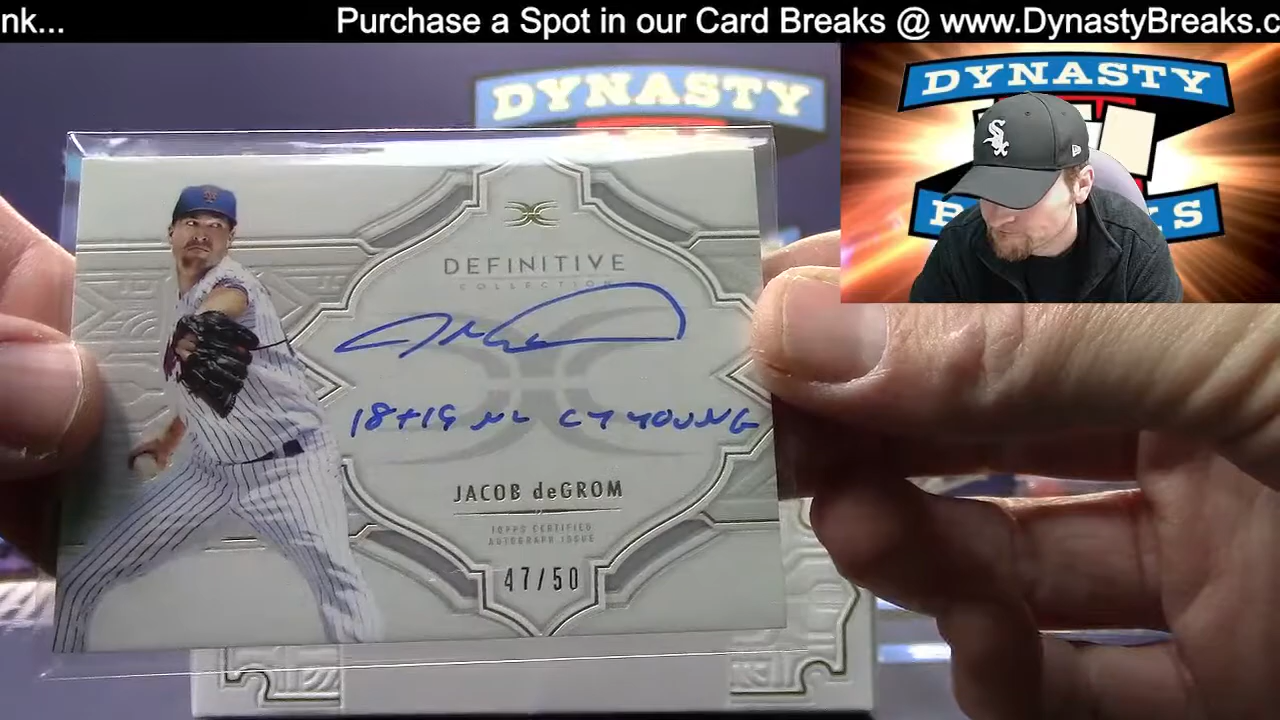 nk... Purchase a Spot in our Card Breaks @ www.DynastyBreaks.c
DYNASTY
DYNASTY
DEFINITIVE
COLLECTION
18+19 NL CY YOUNG
JACOB deGROM
TOPPS CERTIFIED
AUTOGRAPH ISSUE
47/50